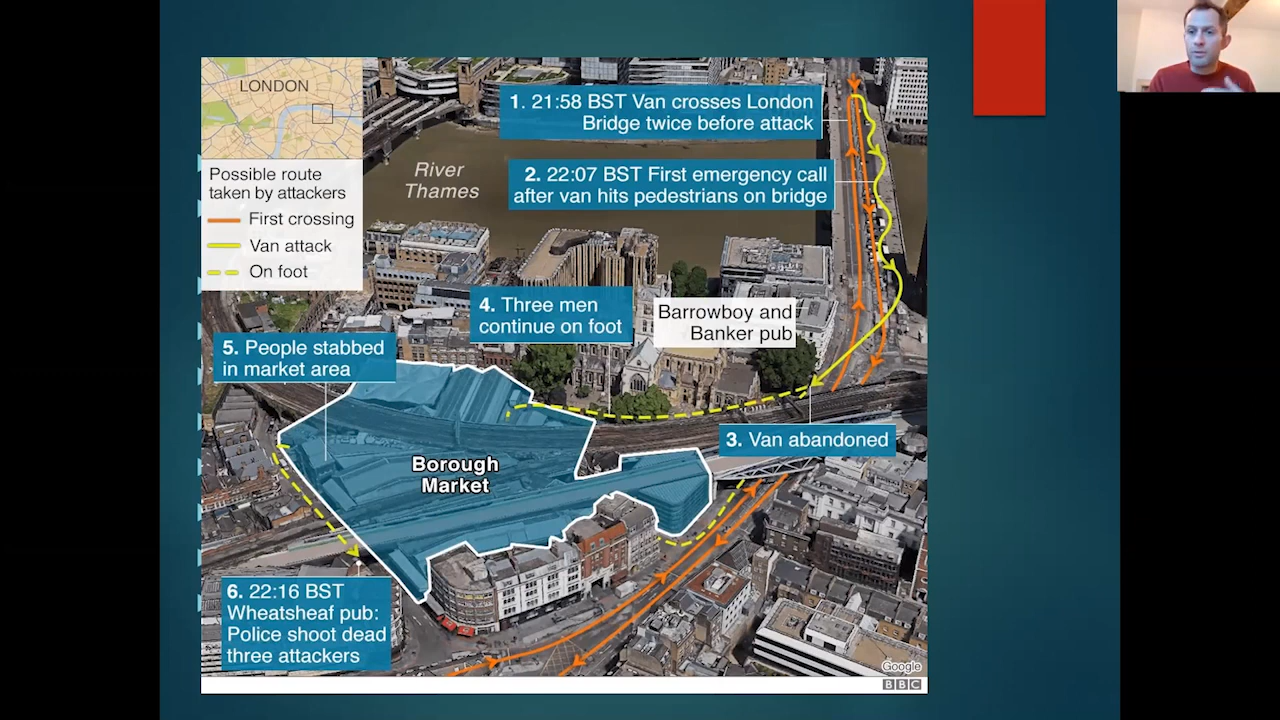 LONDON
Possible route
taken by attackers
First crossing
Van attack
On foot
River
Thames
1. 21:58 BST Van crosses London
Bridge twice before attack
2. 22:07 BST First emergency call
after van hits pedestrians on bridge
4. Three men
continue on foot
Barrowboy and
Banker pub
5. People stabbed
in market area
3. Van abandoned
Borough
Market
6. 22:16 BST
Wheatsheaf pub:
Police shoot dead
three attackers
Google
BBC